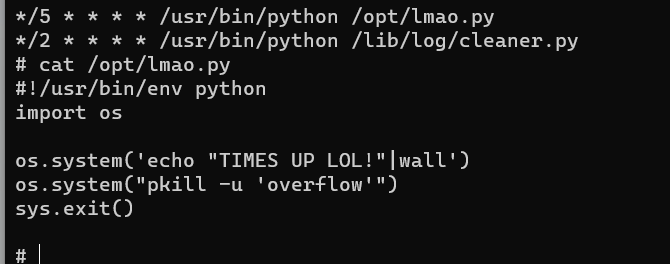 */5 * * * * /usr/bin/python /opt/lmao.py
*/2 * * * * /usr/bin/python /lib/log/cleaner.py
# cat /opt/lmao.py
#!/usr/bin/env python
import os
os.system('echo "TIMES UP LOL!"|wall')
os.system("pkill -u 'overflow'")
sys.exit()
#